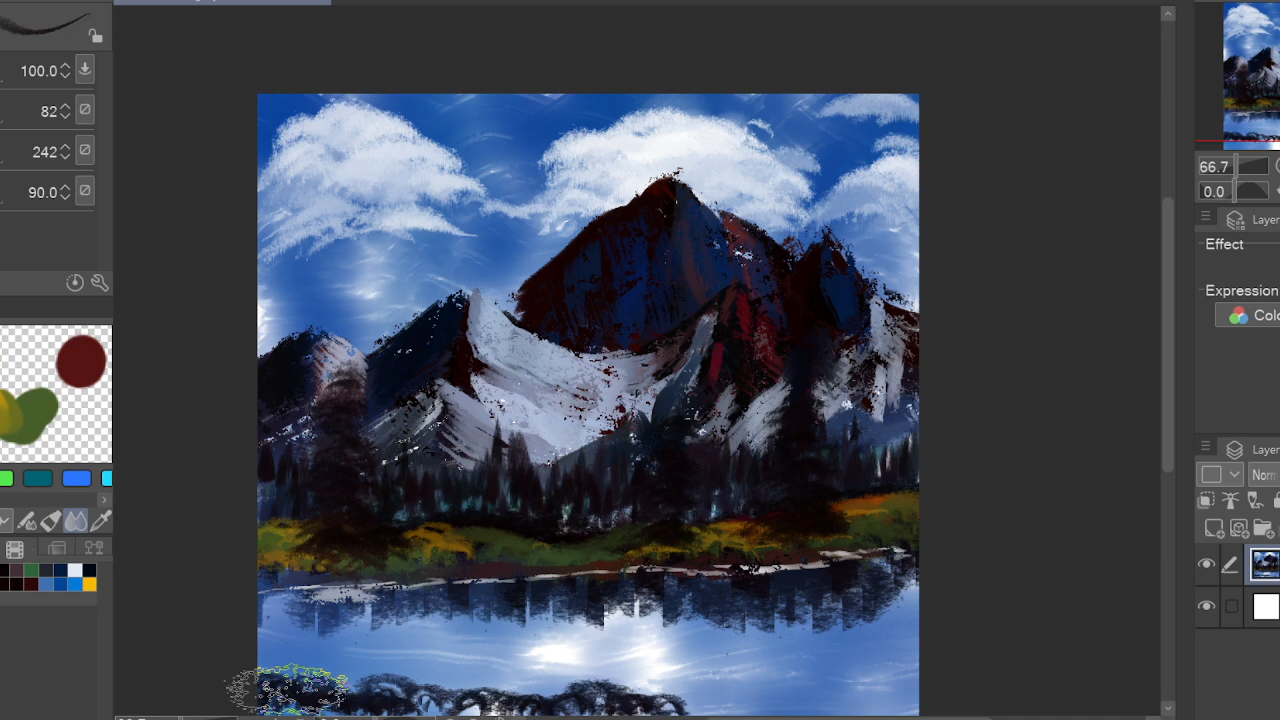 100.0
82
242
90.0
66.7
0.0
Layer
Effect
Expression
Colo
Layer
Norm